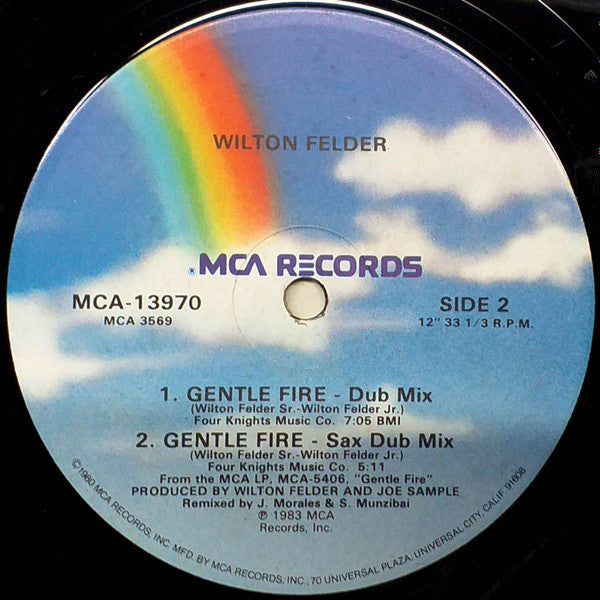 WILTON FELDER
®MCA RECORDS
MCA-13970
MCA 3569
SIDE 2
12" 33 1/3 R.P.M.
1. GENTLE FIRE - Dub Mix
(Wilton Felder Sr.-Wilton Felder Jr.)
Four Knights Music Co. 7:05 BMI
2. GENTLE FIRE - Sax Dub Mix
(Wilton Felder Sr.-Wilton Felder Jr.)
Four Knights Music Co. 5:11
From the MCA LP, MCA-5406, "Gentle Fire"
PRODUCED BY WILTON FELDER AND JOE SAMPLE
Remixed by J. Morales & S. Munzibai
℗ 1983 MCA
Records, Inc.
©1980 MCA RECORDS, INC. MFD. BY MCA RECORDS, INC., 70 UNIVERSAL PLAZA, UNIVERSAL CITY, CALIF. 91608